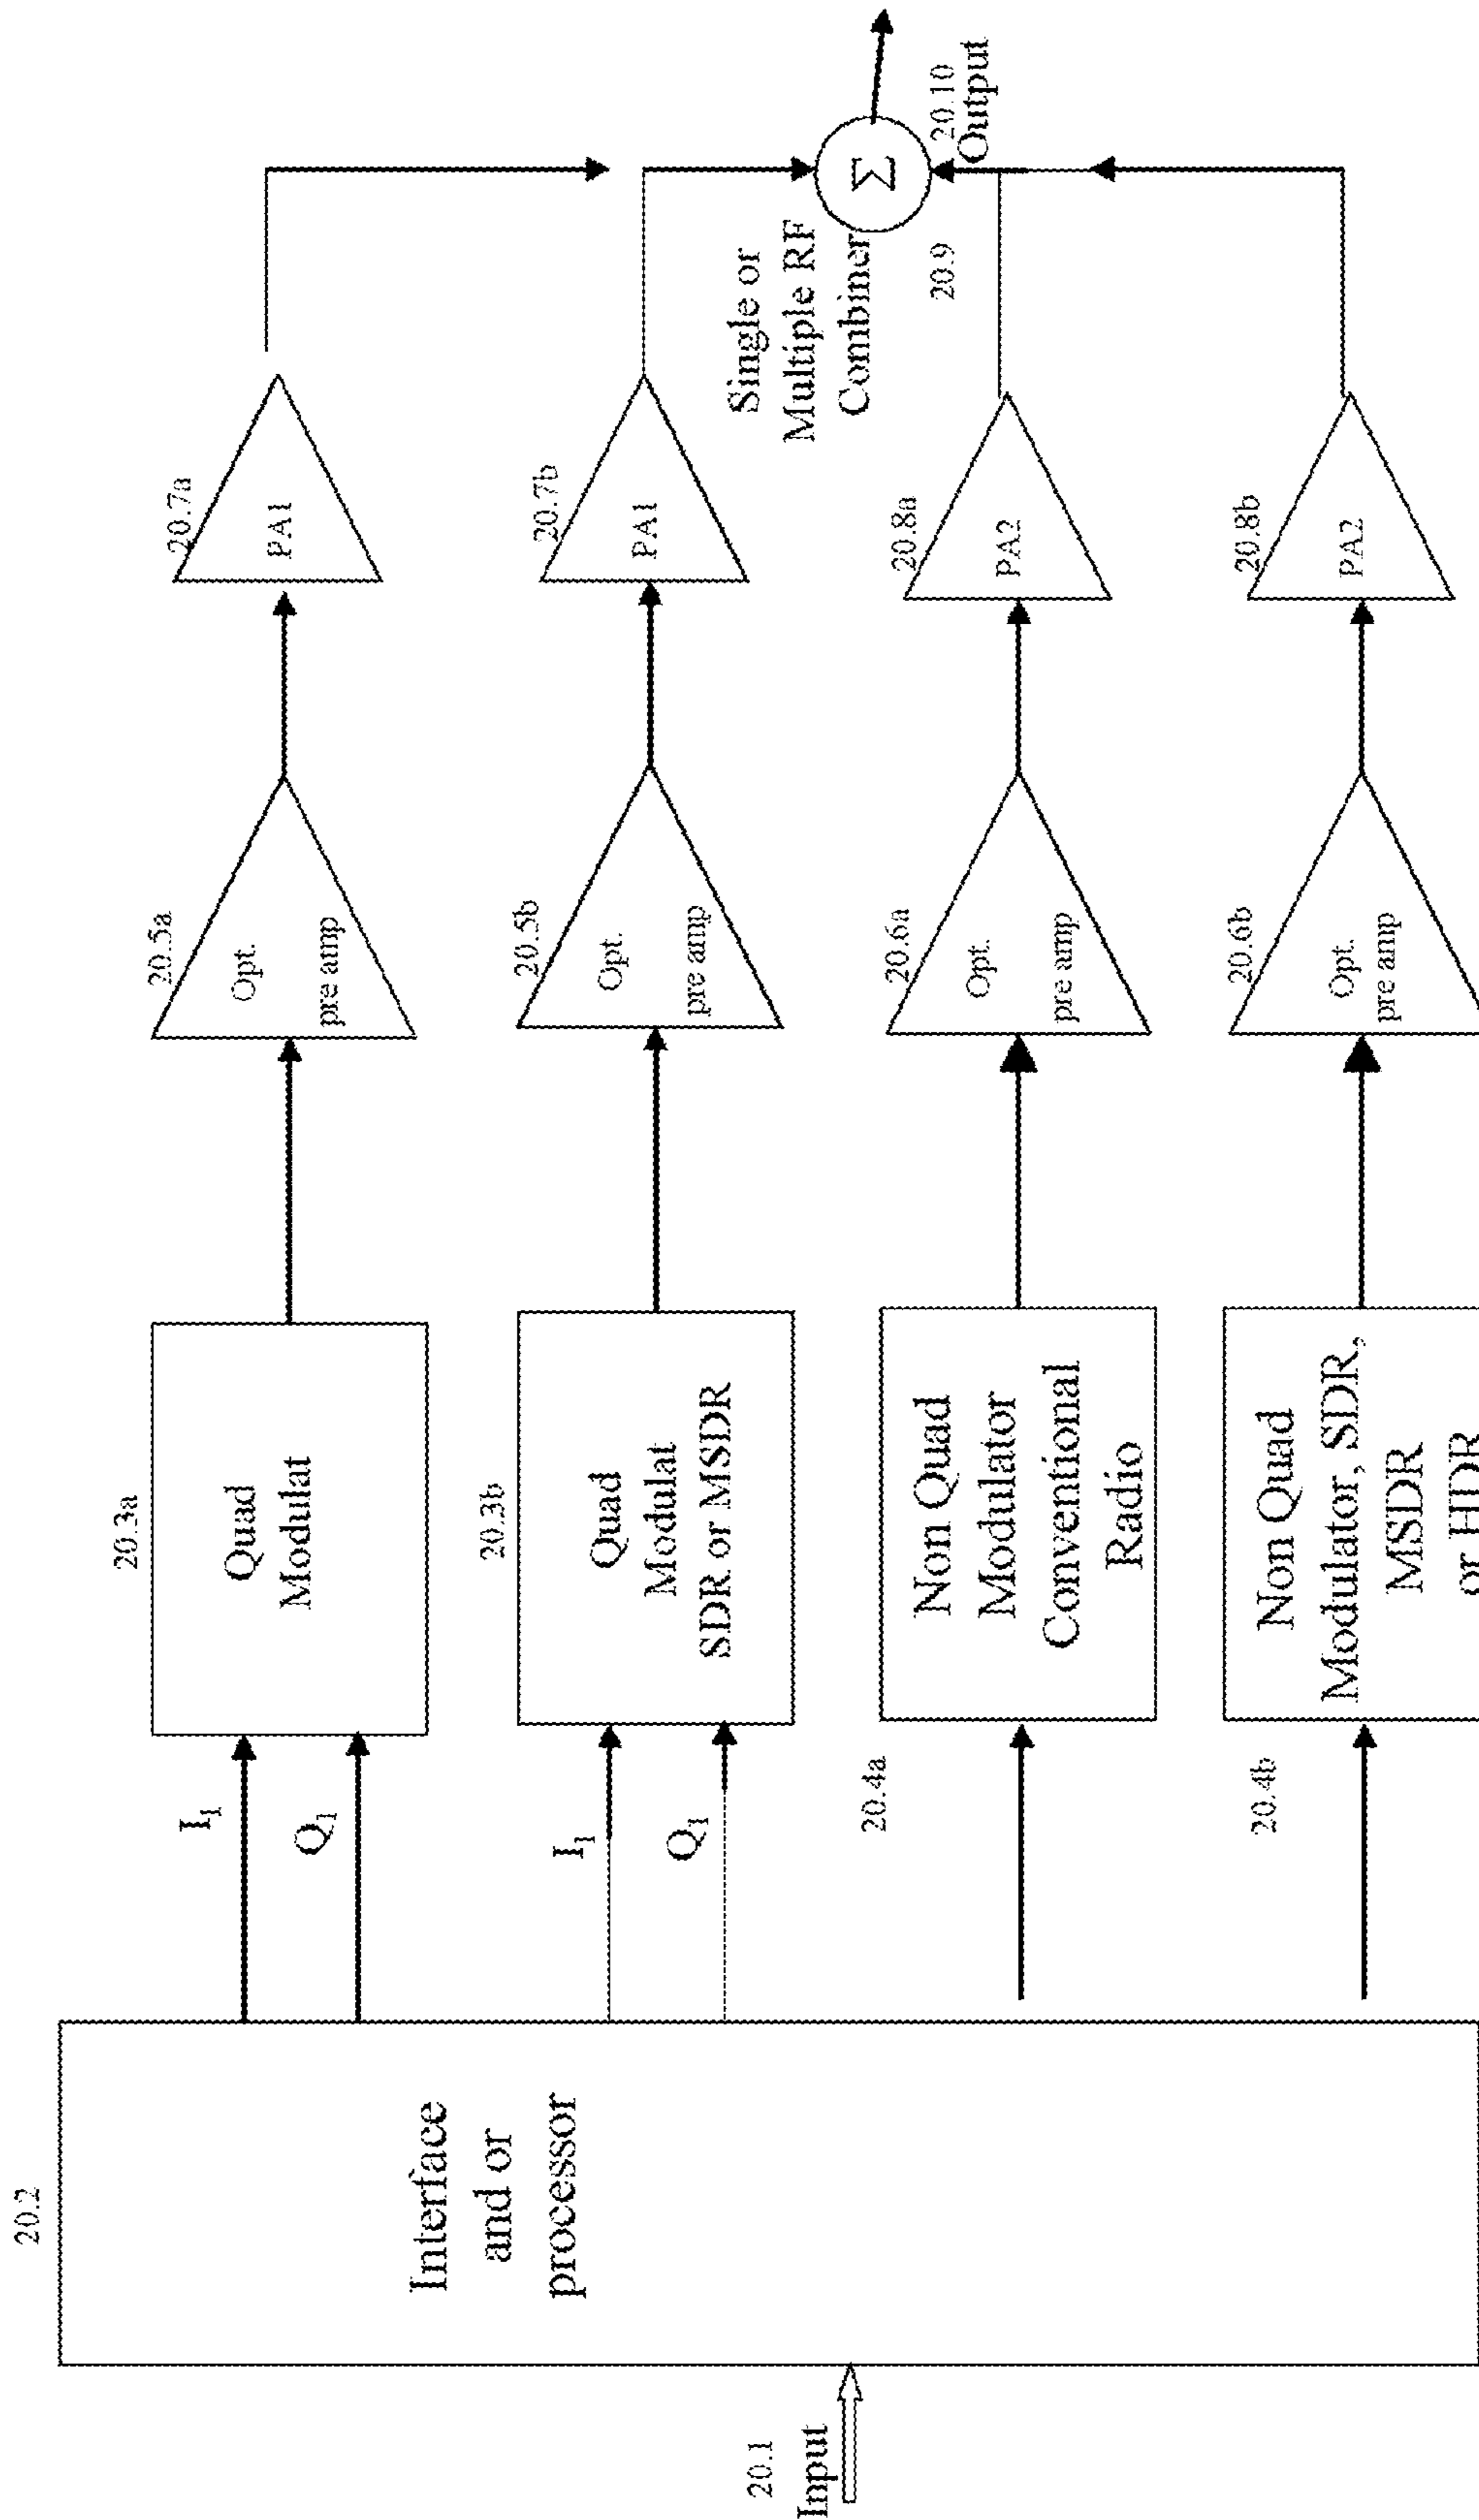 20.1
Input
20.2
Interface
and or
processor
I1
Q1
20.3a
Quad
Modulat
20.5a
Opt.
pre amp
20.7a
PA1
I1
Q1
20.3b
Quad
Modulat
SDR or MSDR
20.5b
Opt.
pre amp
20.7b
PA1
Single or
Multiple RF
Combiner
Σ
20.9
20.10
Output
20.4a
Non Quad
Modulator
Conventional
Radio
20.6a
Opt.
pre amp
20.8a
PA2
20.4b
Non Quad
Modulator, SDR,
MSDR
or HDR
20.6b
Opt.
pre amp
20.8b
PA2